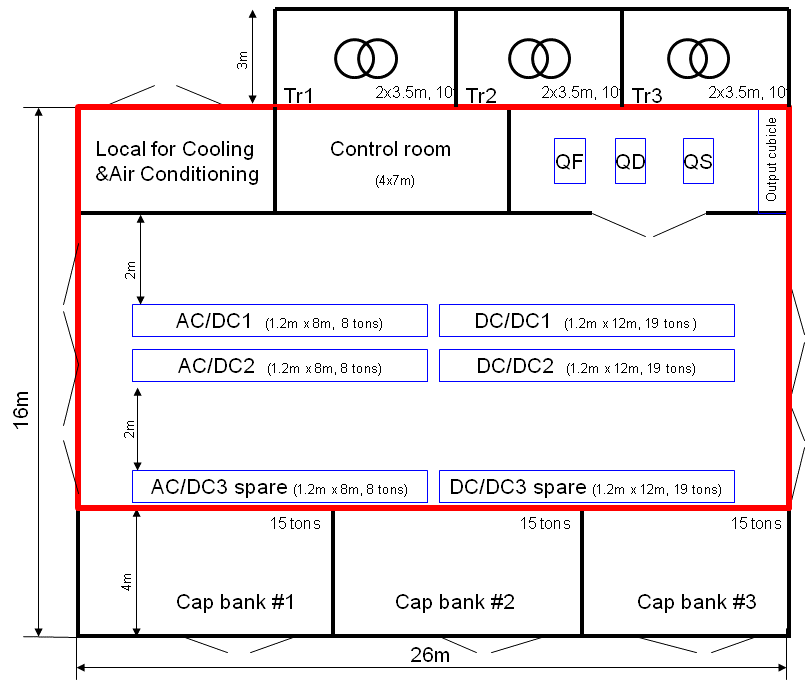 3m
Tr1
2x3.5m, 10
Tr2
2x3.5m, 10
Tr3
2x3.5m, 10
Local for Cooling
&Air Conditioning
Control room
(4x7m)
QF
QD
QS
Output cubicle
2m
AC/DC1 (1.2m x 8m, 8 tons)
DC/DC1 (1.2m x 12m, 19 tons )
AC/DC2 (1.2m x 8m, 8 tons)
DC/DC2 (1.2m x 12m, 19 tons)
16m
2m
AC/DC3 spare (1.2m x 8m, 8 tons)
DC/DC3 spare (1.2m x 12m, 19 tons)
15 tons
15 tons
15 tons
4m
Cap bank #1
Cap bank #2
Cap bank #3
26m